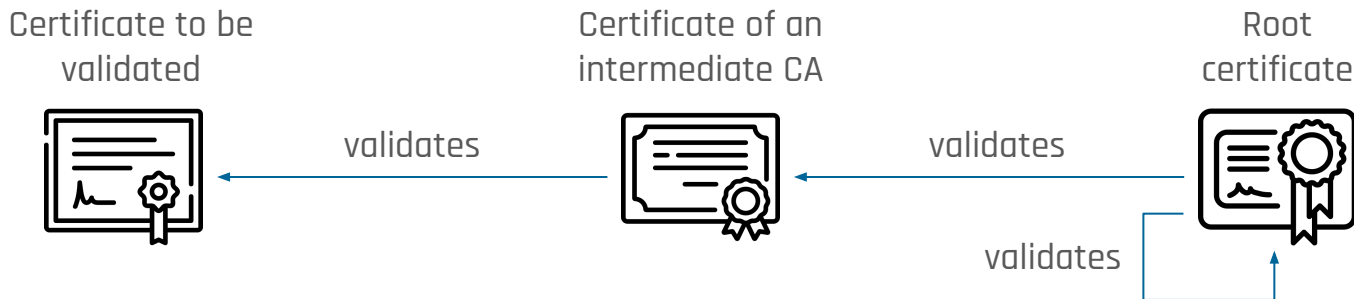 Certificate to be
validated
Certificate of an
intermediate CA
Root
certificate
validates
validates
validates